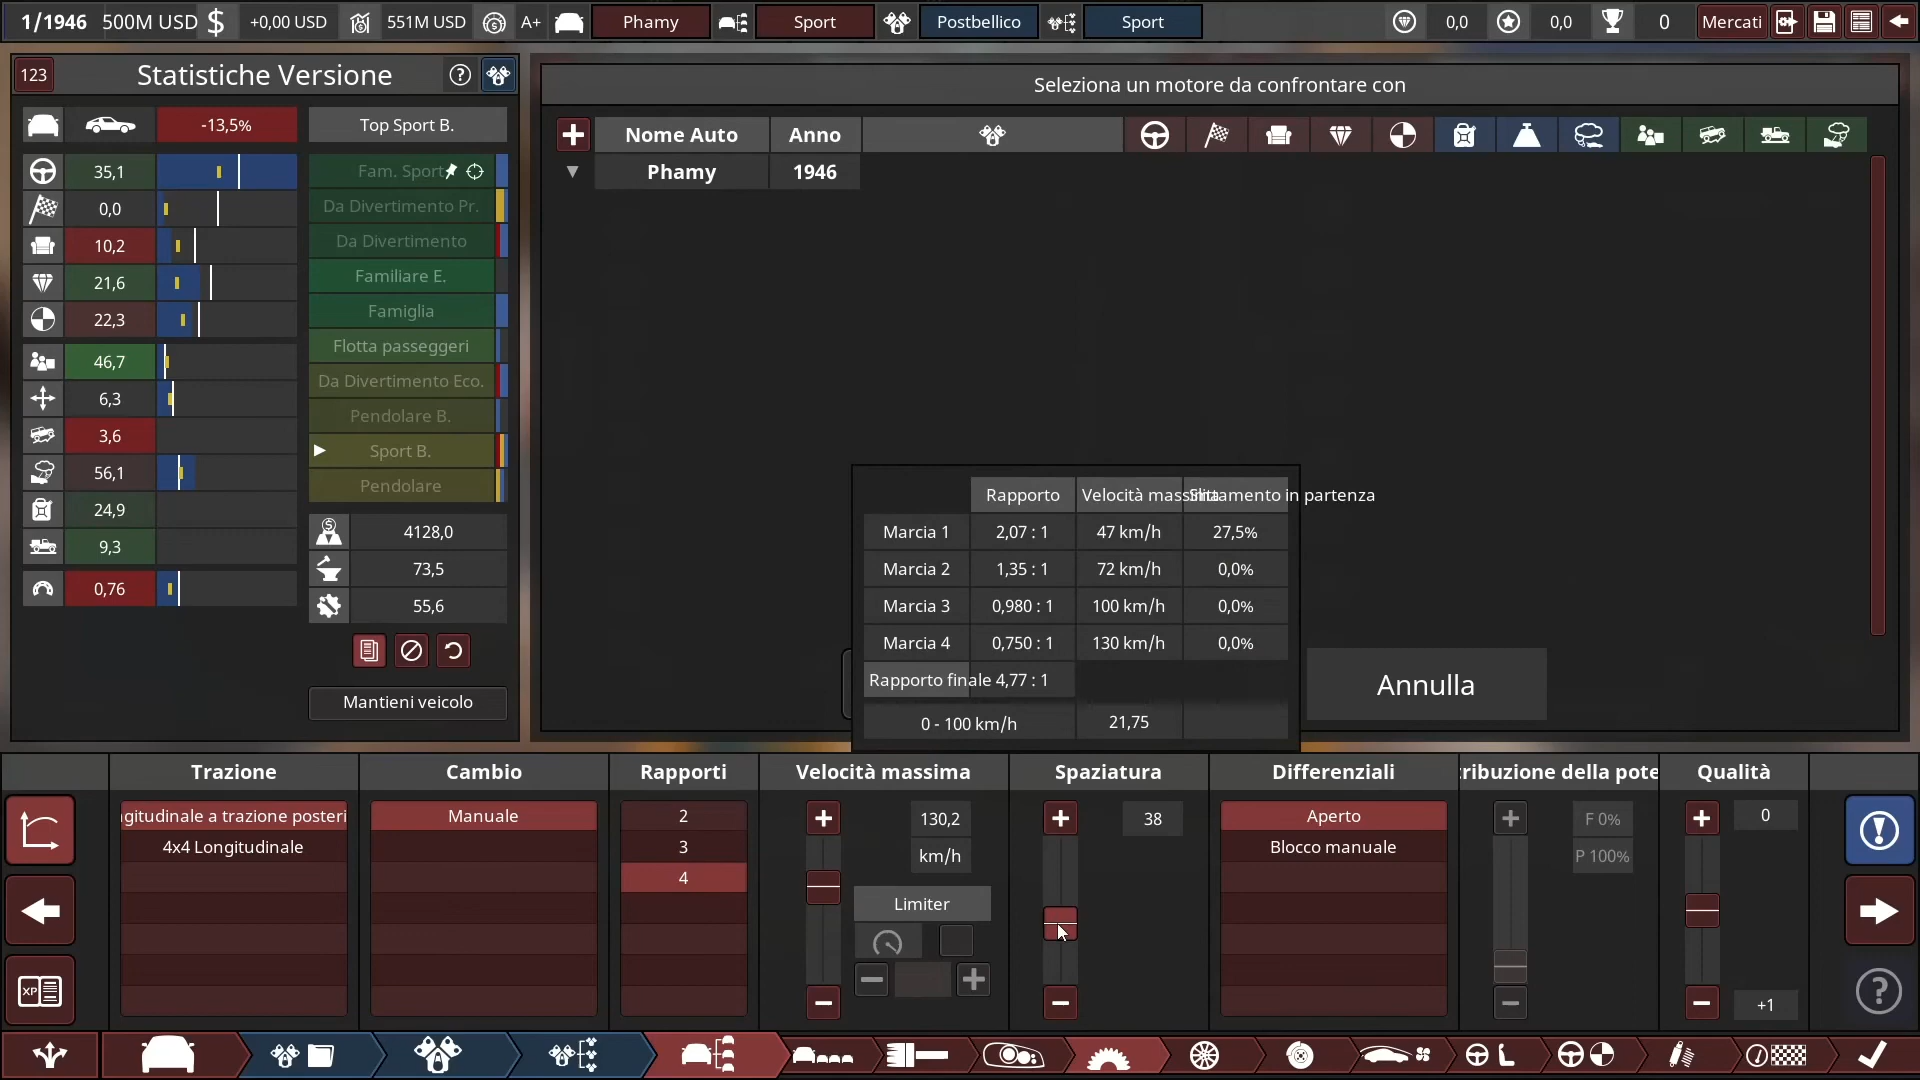 1/1946 500M USD +0,00 USD 551M USD A+ Phamy Sport Postbellico Sport 0,0 0,0 0 Mercati
123 Statistiche Versione
Seleziona un motore da confrontare con
-13,5% Top Sport B.
Nome Auto Anno
Phamy 1946
35,1 Fam. Sport
0,0 Da Divertimento Pr.
10,2 Da Divertimento
21,6 Familiare E.
22,3 Famiglia
46,7 Flotta passeggeri
6,3 Da Divertimento Eco.
Pendolare B.
3,6 Sport B.
56,1 Pendolare
24,9 4128,0
9,3 73,5
0,76 55,6
Mantieni veicolo
Rapporto Velocità massima Slittamento in partenza
Marcia 1 2,07 : 1 47 km/h 27,5%
Marcia 2 1,35 : 1 72 km/h 0,0%
Marcia 3 0,980 : 1 100 km/h 0,0%
Marcia 4 0,750 : 1 130 km/h 0,0%
Rapporto finale 4,77 : 1
0 - 100 km/h 21,75
Annulla
Trazione Cambio Rapporti Velocità massima Spaziatura Differenziali ribuzione della pote Qualità
gitudinale a trazione posteri Manuale 2 130,2 38 Aperto F 0% 0
4x4 Longitudinale 3 km/h Blocco manuale P 100%
4
Limiter
XP +1